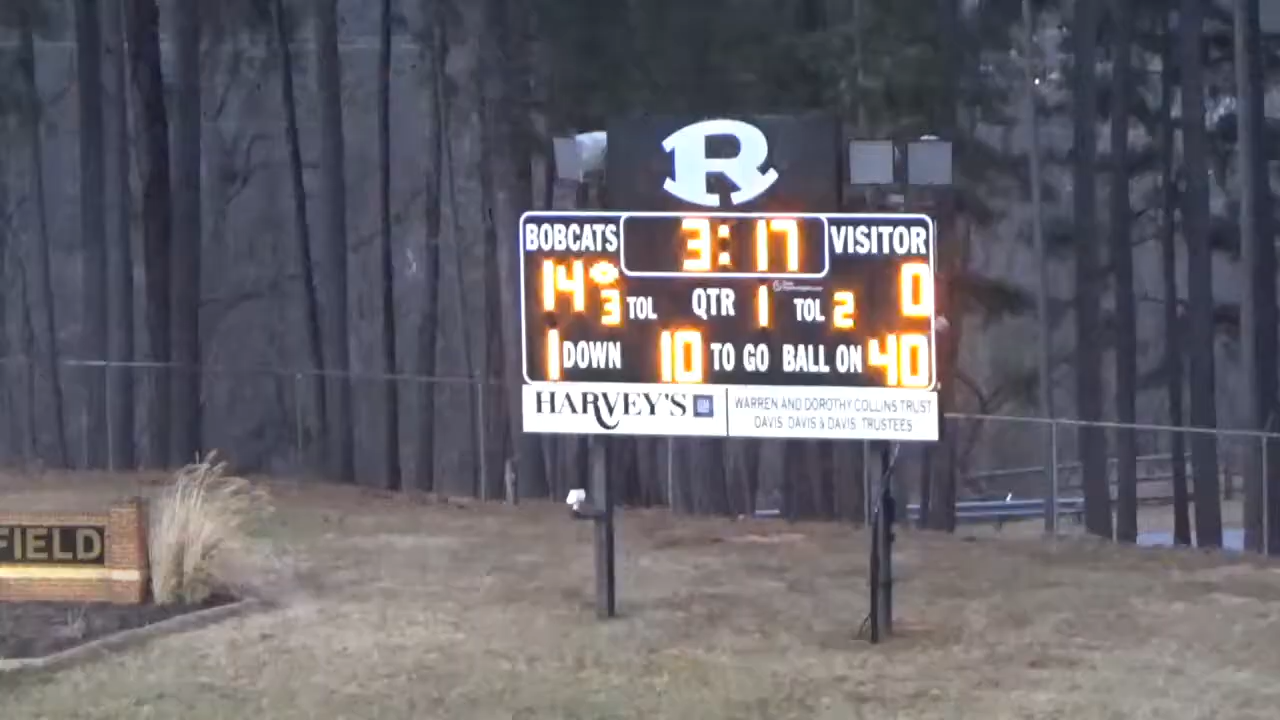 R
BOBCATS 3:17 VISITOR
14 3 TOL QTR 1 TOL 2 0
1 DOWN 10 TO GO BALL ON 40
HARVEY'S GM
WARREN AND DOROTHY COLLINS TRUST
DAVIS, DAVIS & DAVIS, TRUSTEES
FIELD